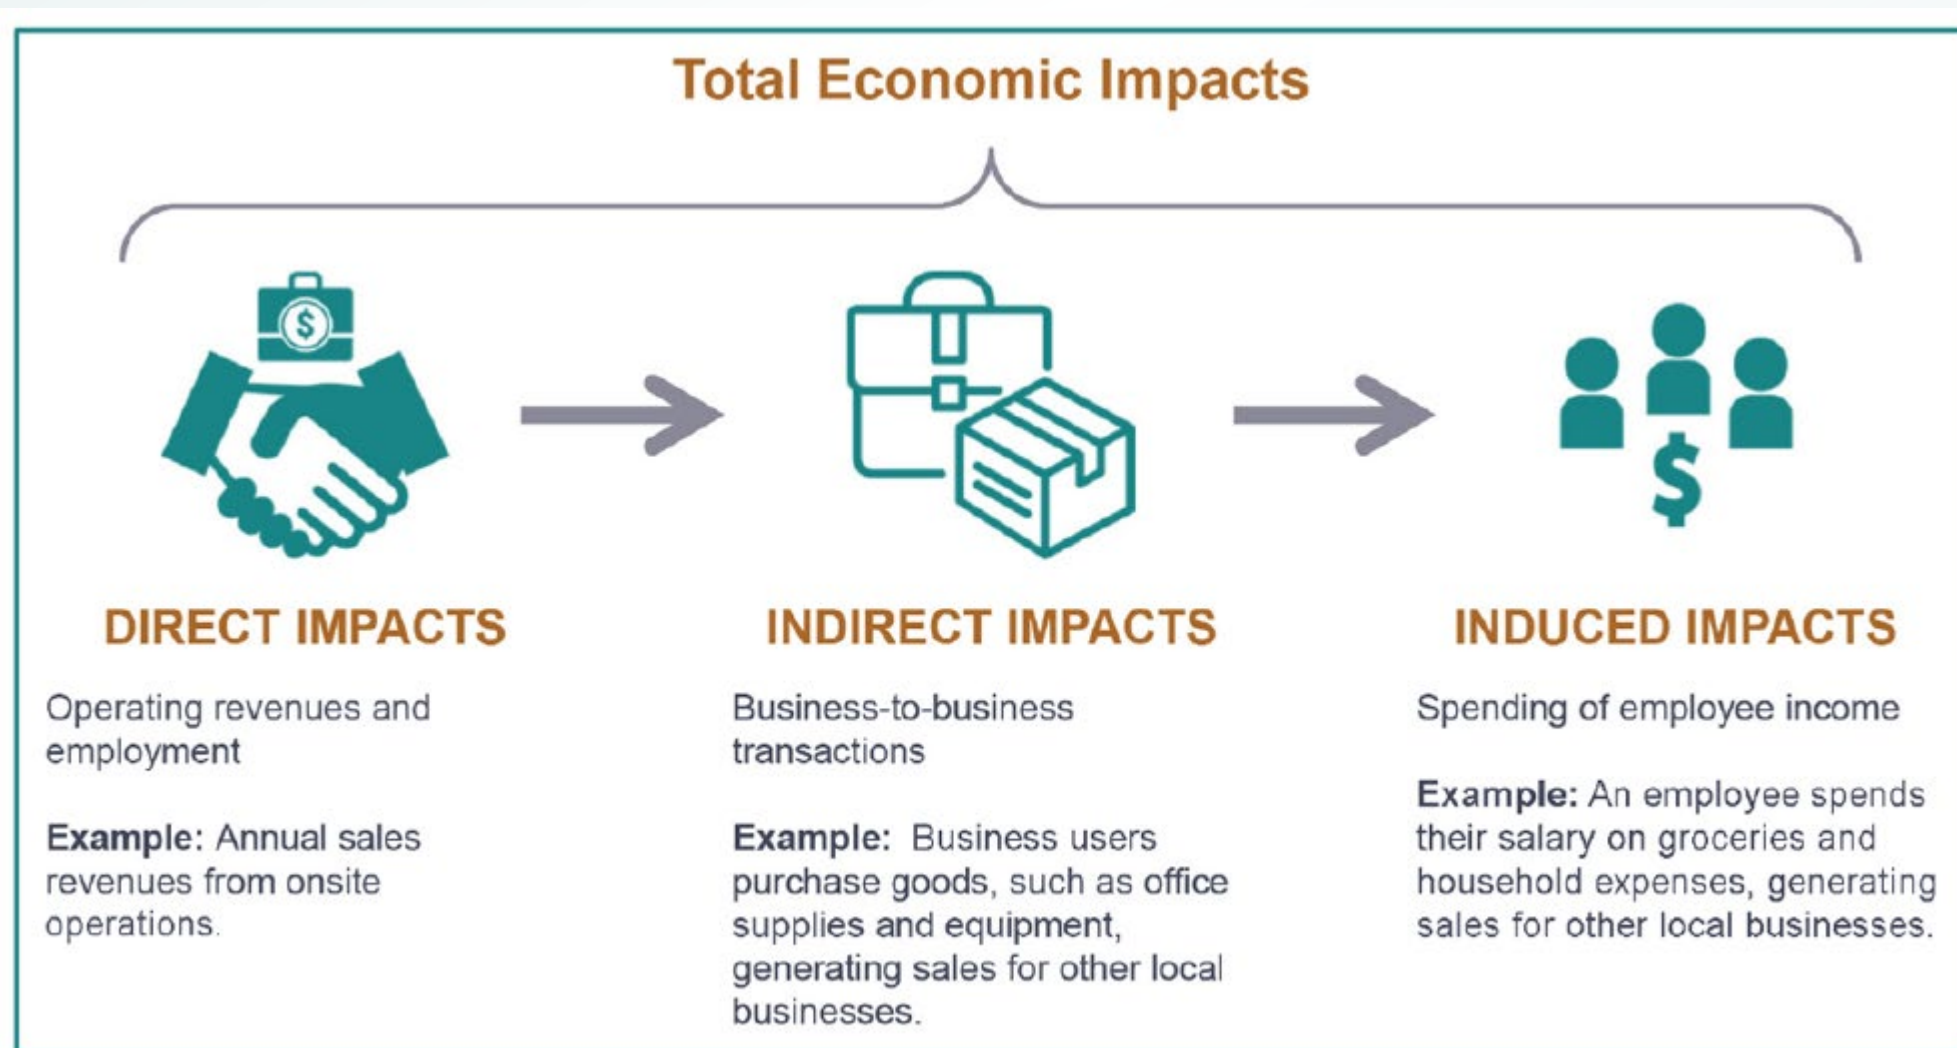 Total Economic Impacts
$
$
DIRECT IMPACTS
Operating revenues and
employment
Example: Annual sales
revenues from onsite
operations.
INDIRECT IMPACTS
Business-to-business
transactions
Example: Business users
purchase goods, such as office
supplies and equipment,
generating sales for other local
businesses.
INDUCED IMPACTS
Spending of employee income
Example: An employee spends
their salary on groceries and
household expenses, generating
sales for other local businesses.